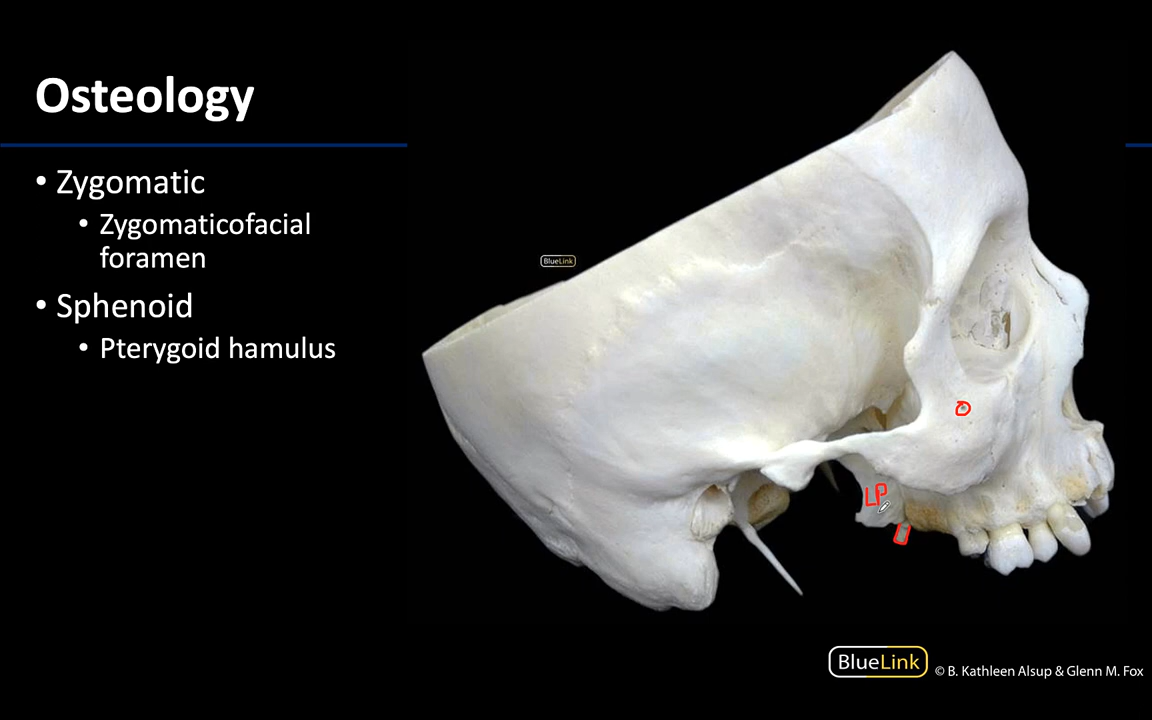 Osteology
• Zygomatic
• Zygomaticofacial
foramen
• Sphenoid
• Pterygoid hamulus
BlueLink
LP
BlueLink
© B. Kathleen Alsup & Glenn M. Fox